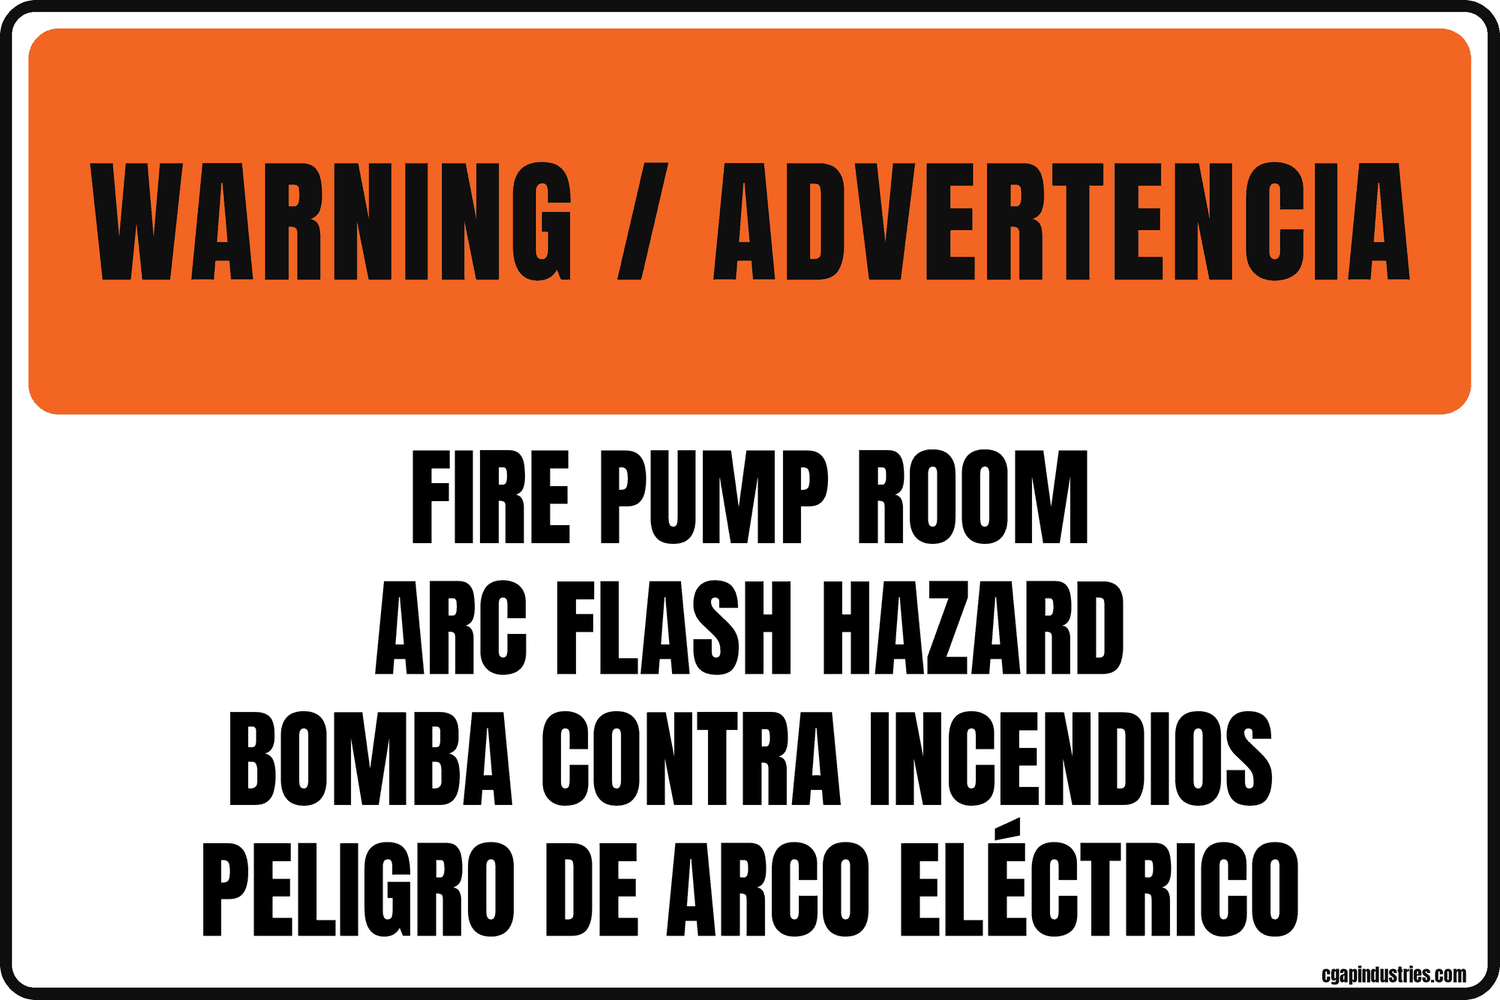 WARNING / ADVERTENCIA
FIRE PUMP ROOM
ARC FLASH HAZARD
BOMBA CONTRA INCENDIOS
PELIGRO DE ARCO ELÉCTRICO
cgapindustries.com